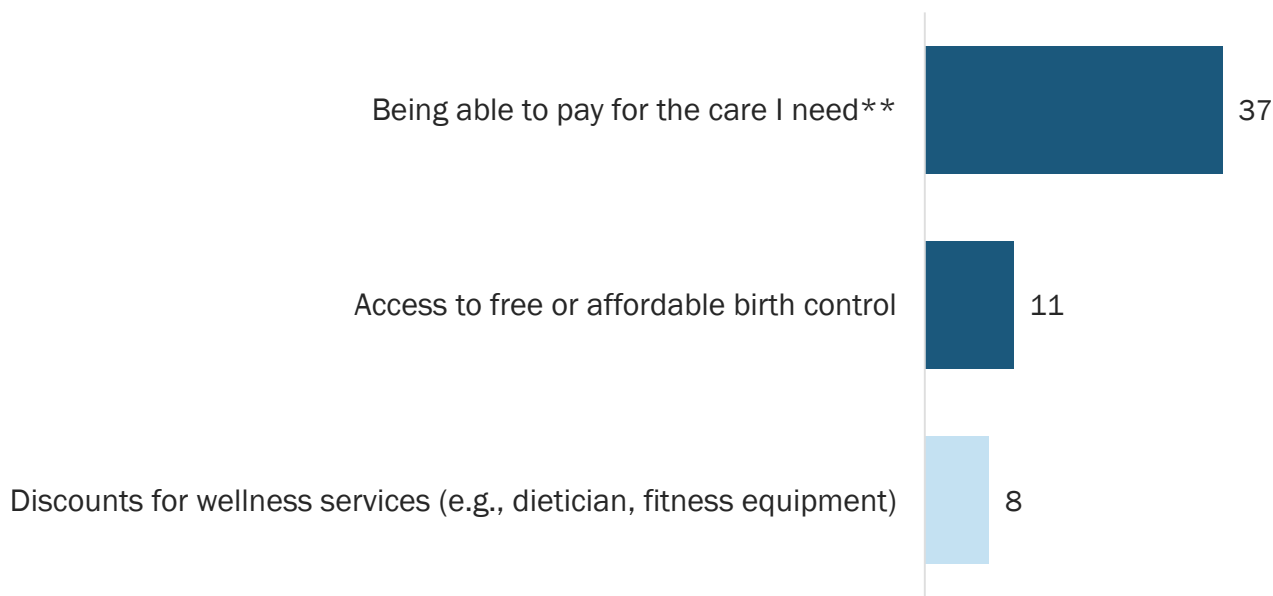 Being able to pay for the care I need** 37
Access to free or affordable birth control 11
Discounts for wellness services (e.g., dietician, fitness equipment) 8